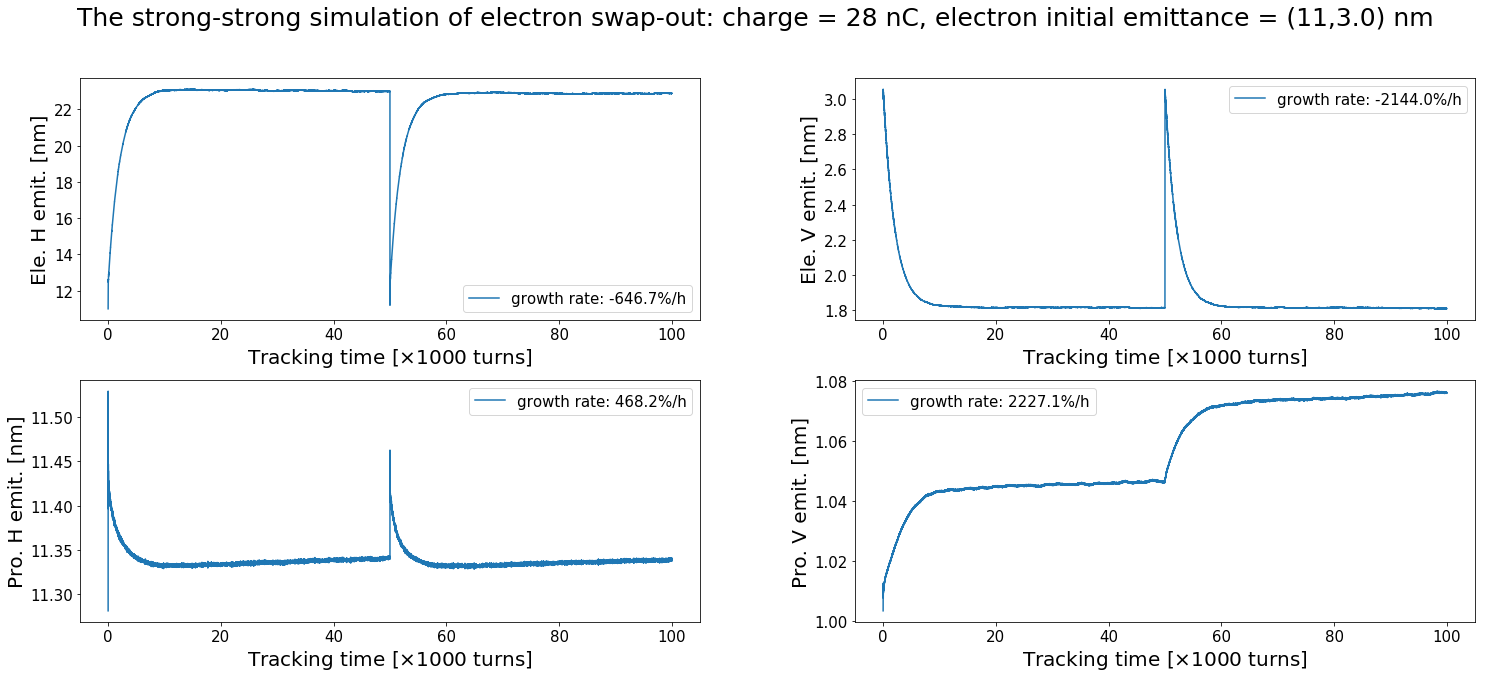 The strong-strong simulation of electron swap-out: charge = 28 nC, electron initial emittance = (11,3.0) nm
Ele. H emit. [nm]
22
20
18
16
14
12
growth rate: -646.7%/h
0 20 40 60 80 100
Tracking time [×1000 turns]
Ele. V emit. [nm]
3.0
2.8
2.6
2.4
2.2
2.0
1.8
growth rate: -2144.0%/h
0 20 40 60 80 100
Tracking time [×1000 turns]
Pro. H emit. [nm]
11.50
11.45
11.40
11.35
11.30
growth rate: 468.2%/h
0 20 40 60 80 100
Tracking time [×1000 turns]
Pro. V emit. [nm]
1.08
1.06
1.04
1.02
1.00
growth rate: 2227.1%/h
0 20 40 60 80 100
Tracking time [×1000 turns]